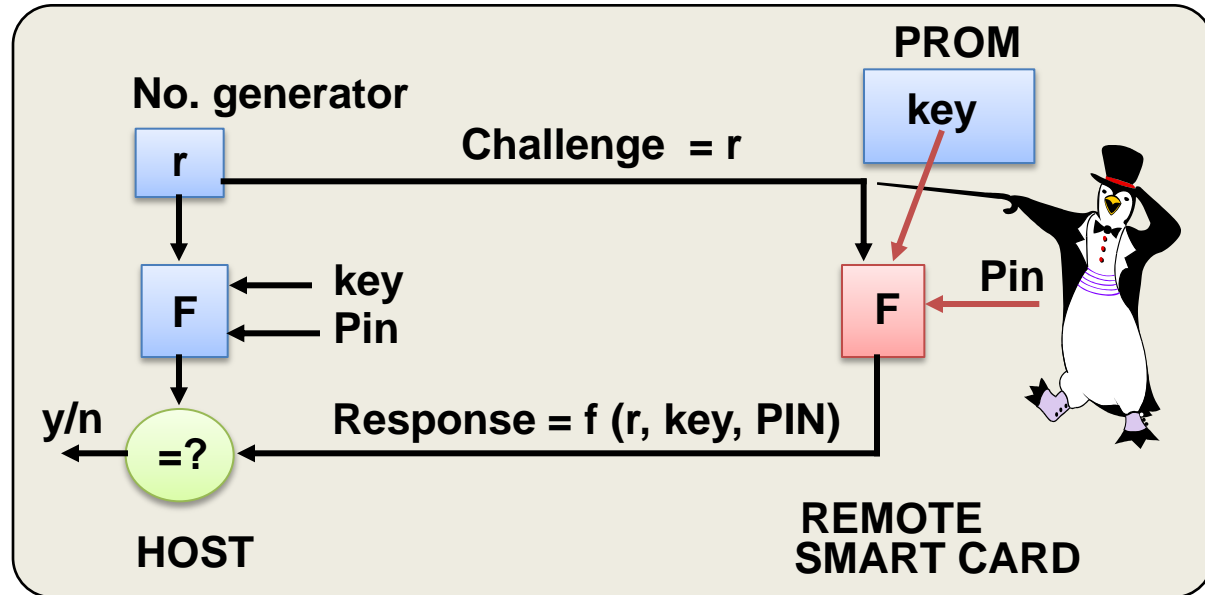 PROM
key
No. generator
r
Challenge = r
key
Pin
F
F
Pin
y/n
=?
Response = f (r, key, PIN)
HOST
REMOTE
SMART CARD